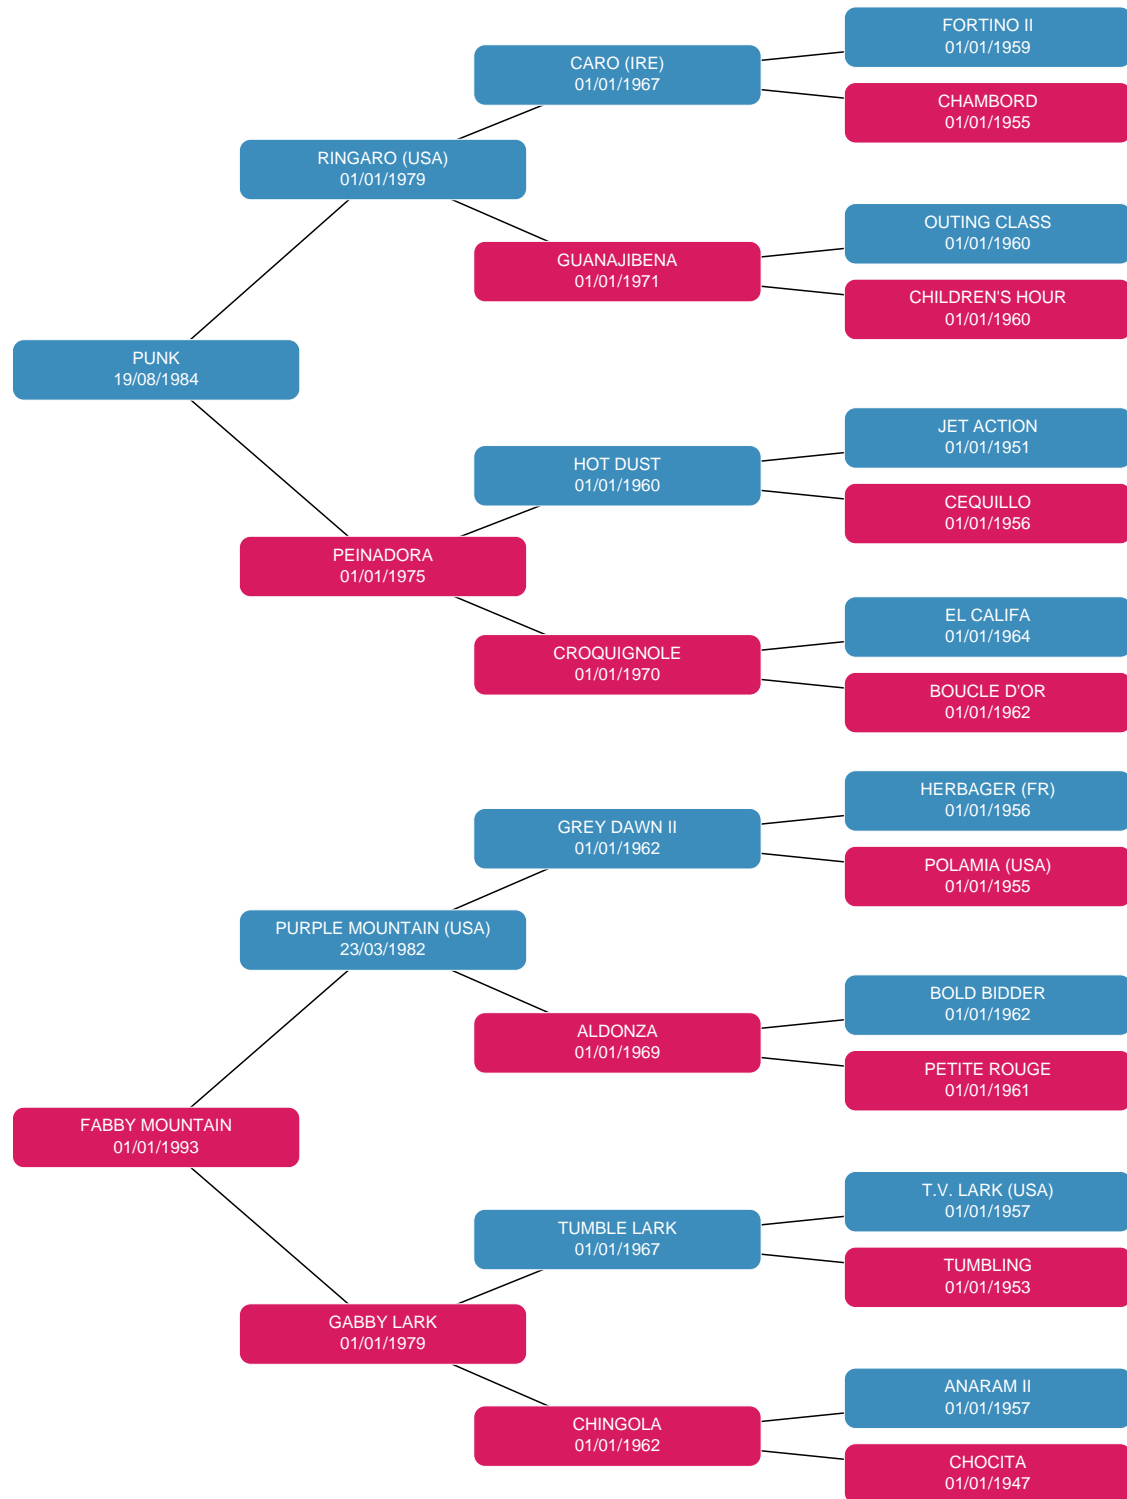 FORTINO II
01/01/1959
CARO (IRE)
01/01/1967
CHAMBORD
01/01/1955
RINGARO (USA)
01/01/1979
OUTING CLASS
01/01/1960
GUANAJIBENA
01/01/1971
CHILDREN'S HOUR
01/01/1960
PUNK
19/08/1984
JET ACTION
01/01/1951
HOT DUST
01/01/1960
CEQUILLO
01/01/1956
PEINADORA
01/01/1975
EL CALIFA
01/01/1964
CROQUIGNOLE
01/01/1970
BOUCLE D'OR
01/01/1962
HERBAGER (FR)
01/01/1956
GREY DAWN II
01/01/1962
POLAMIA (USA)
01/01/1955
PURPLE MOUNTAIN (USA)
23/03/1982
BOLD BIDDER
01/01/1962
ALDONZA
01/01/1969
PETITE ROUGE
01/01/1961
FABBY MOUNTAIN
01/01/1993
T.V. LARK (USA)
01/01/1957
TUMBLE LARK
01/01/1967
TUMBLING
01/01/1953
GABBY LARK
01/01/1979
ANARAM II
01/01/1957
CHINGOLA
01/01/1962
CHOCITA
01/01/1947